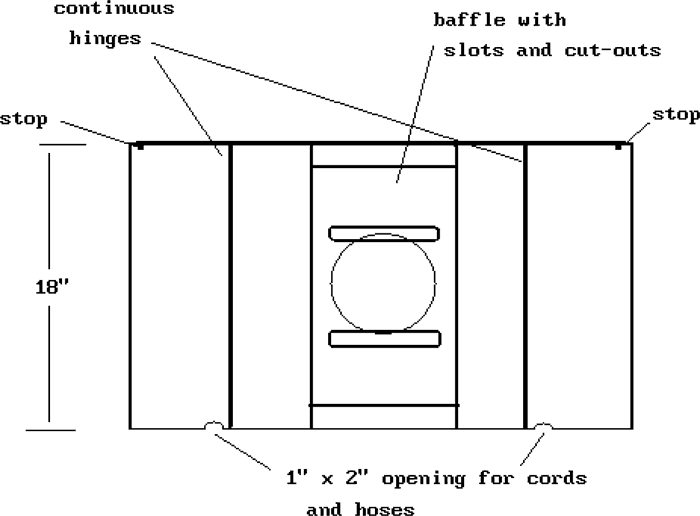 continuous
hinges
baffle with
slots and cut-outs
stop
stop
18"
1" x 2" opening for cords
and hoses